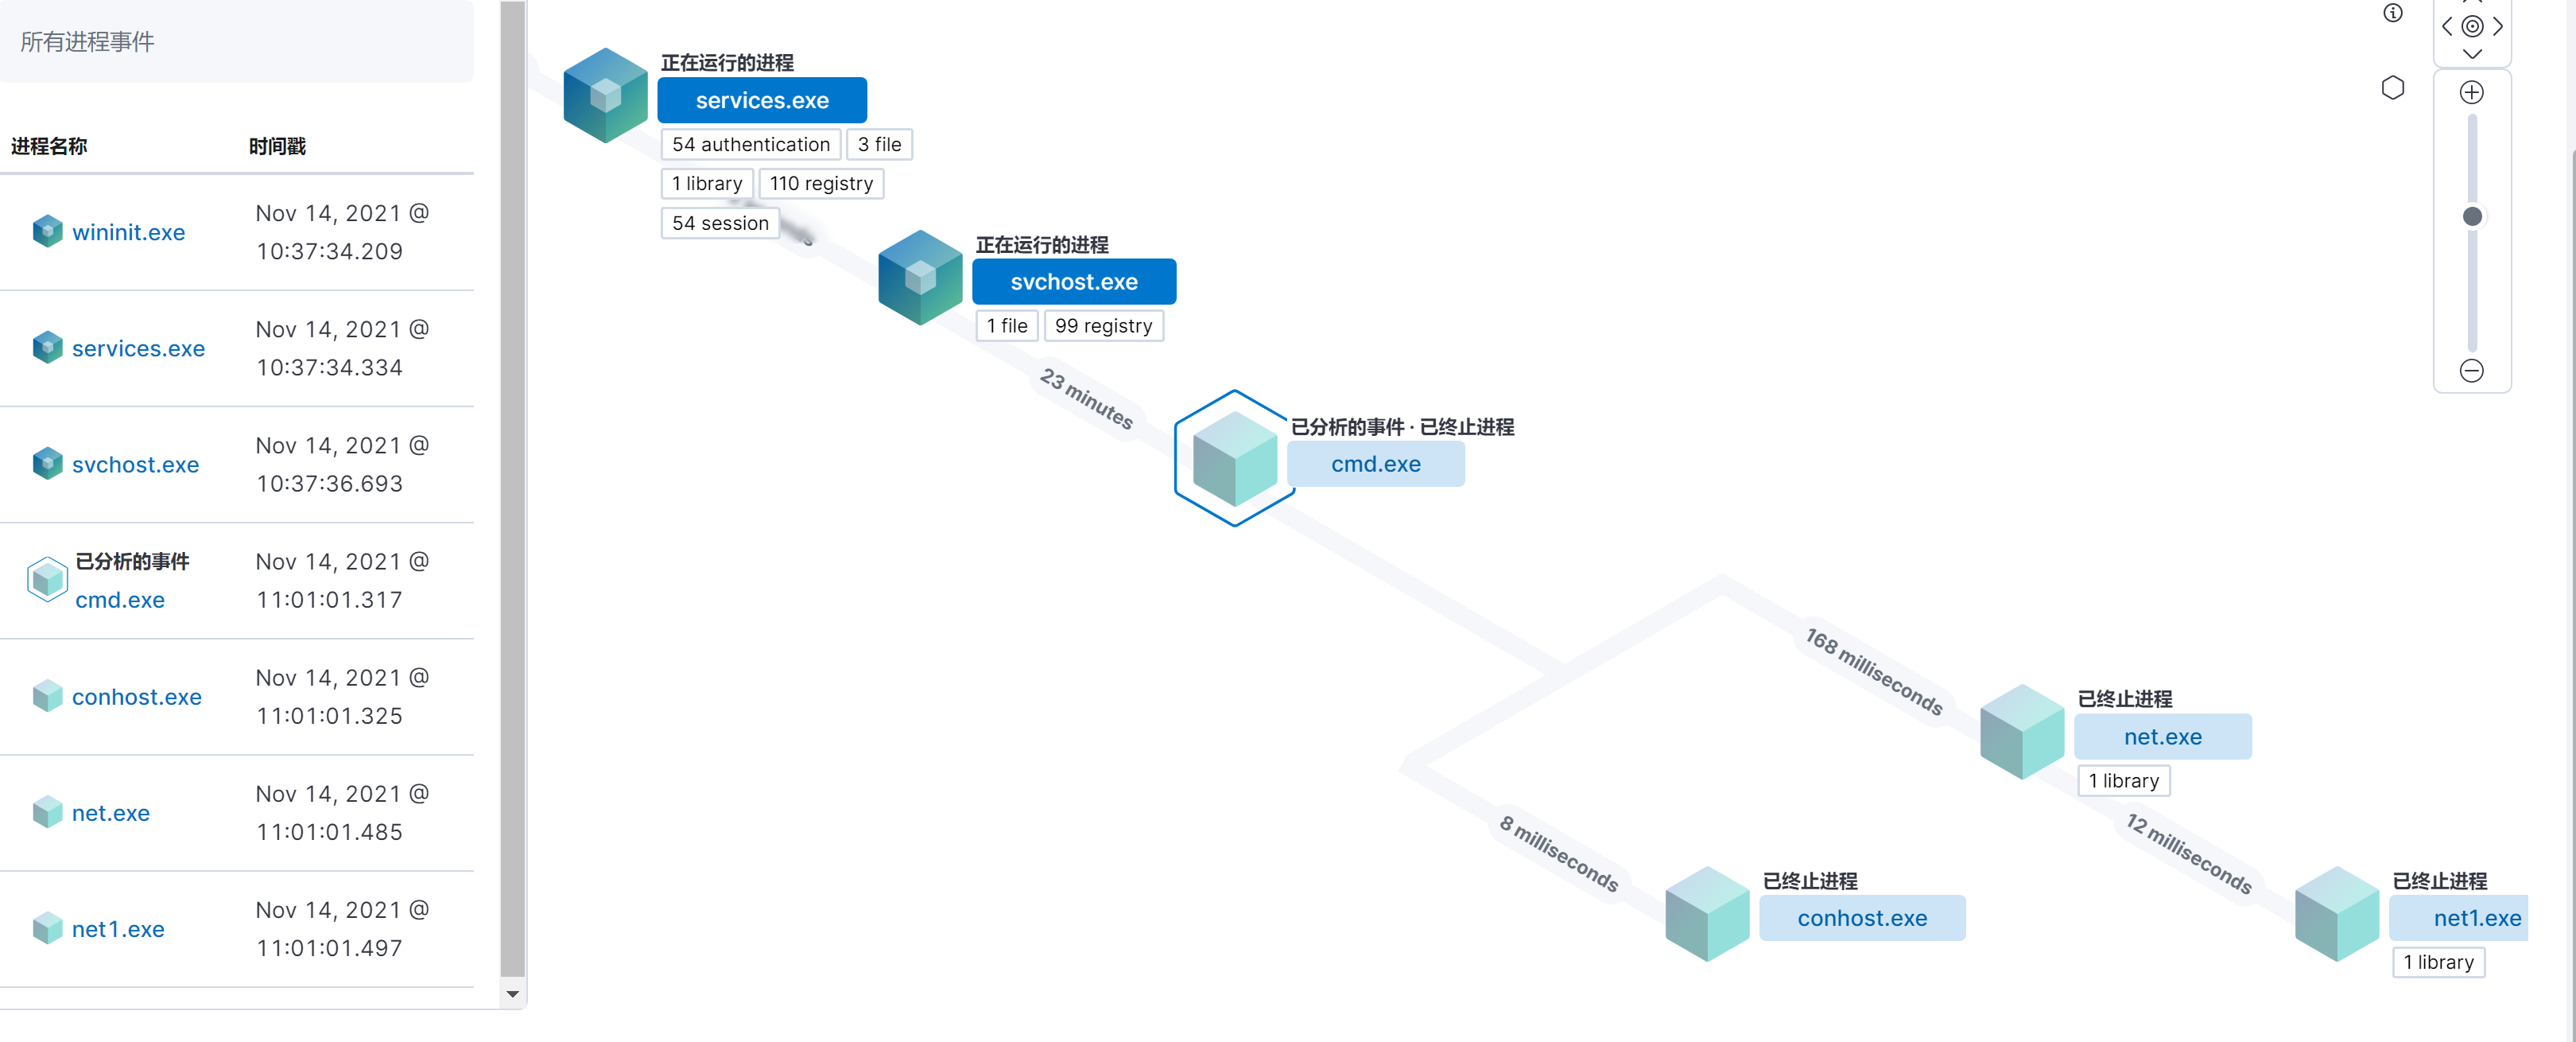 所有进程事件
进程名称
时间戳
wininit.exe
Nov 14, 2021 @
10:37:34.209
services.exe
Nov 14, 2021 @
10:37:34.334
svchost.exe
Nov 14, 2021 @
10:37:36.693
已分析的事件
cmd.exe
Nov 14, 2021 @
11:01:01.317
conhost.exe
Nov 14, 2021 @
11:01:01.325
net.exe
Nov 14, 2021 @
11:01:01.485
net1.exe
Nov 14, 2021 @
11:01:01.497
正在运行的进程
services.exe
54 authentication
3 file
1 library
110 registry
54 session
正在运行的进程
svchost.exe
1 file
99 registry
23 minutes
已分析的事件 · 已终止进程
cmd.exe
168 milliseconds
已终止进程
net.exe
1 library
8 milliseconds
已终止进程
conhost.exe
12 milliseconds
已终止进程
net1.exe
1 library